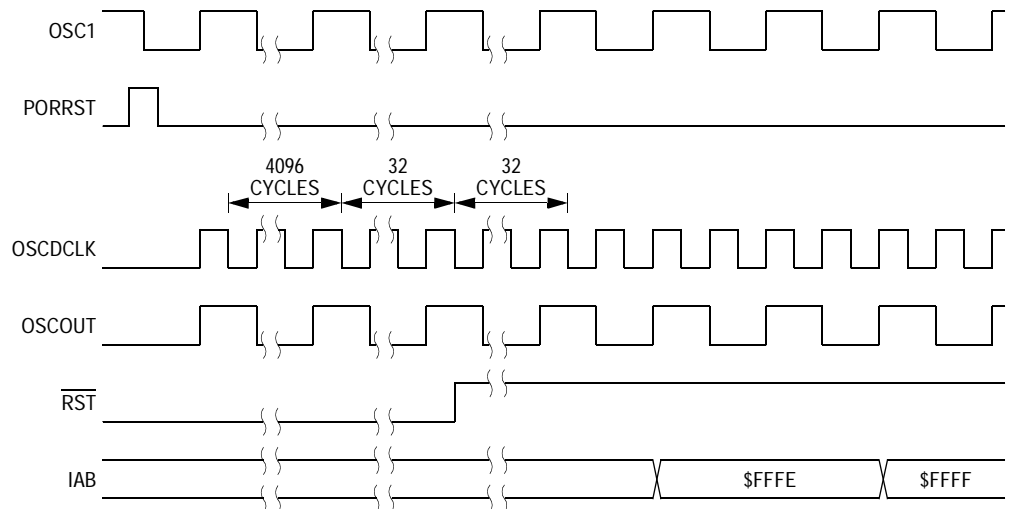 OSC1
PORRST
4096
CYCLES
32
CYCLES
32
CYCLES
OSCDCLK
OSCOUT
RST
IAB
$FFFE
$FFFF